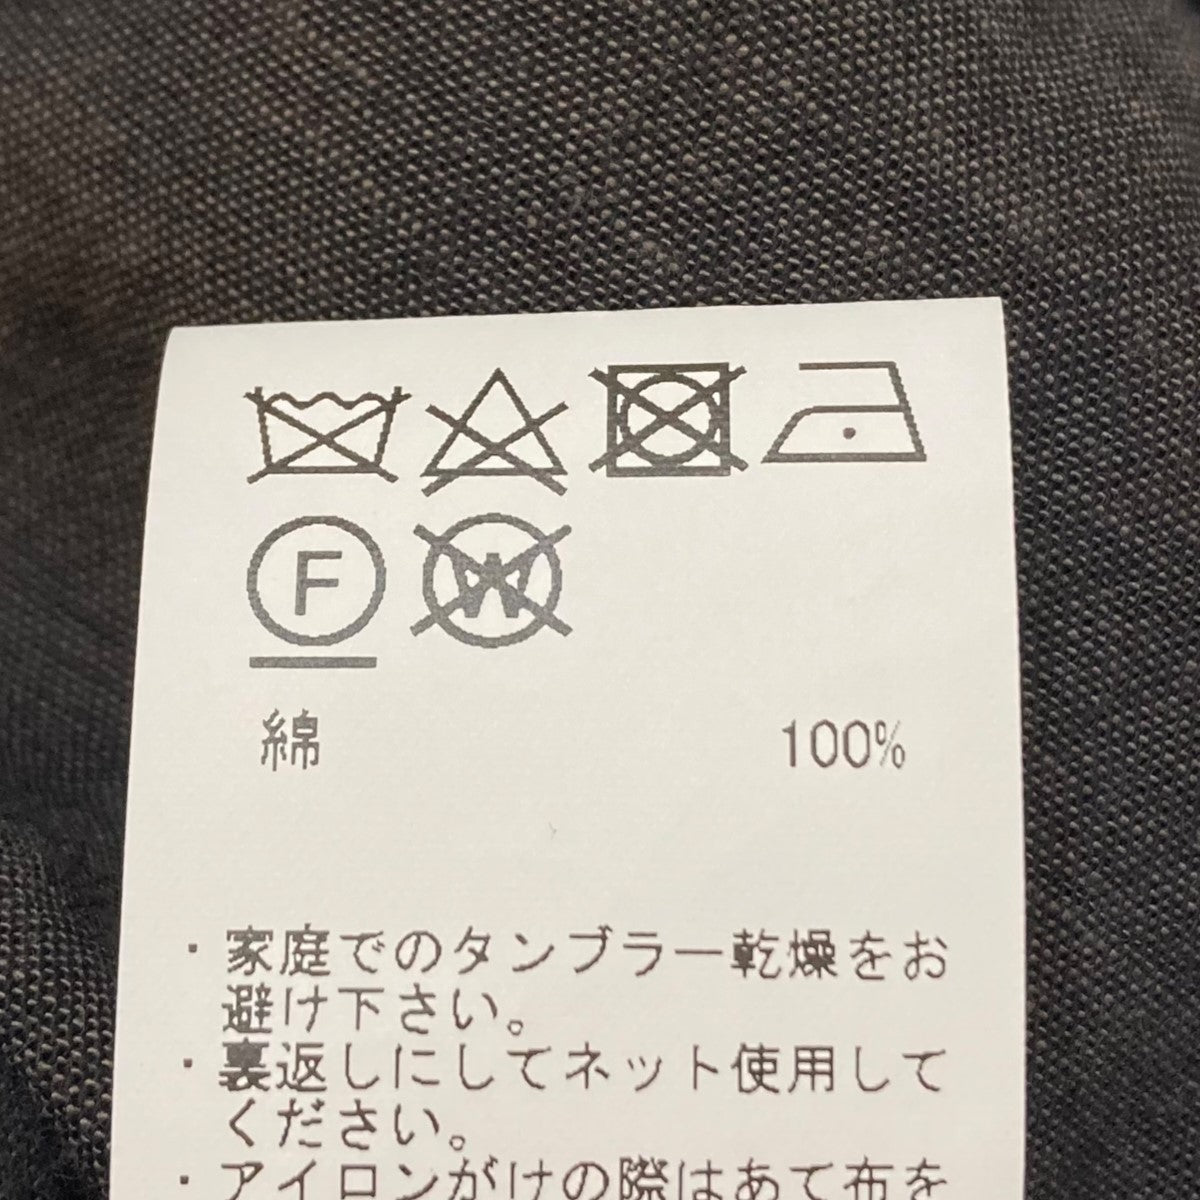 F W
綿 100%
・家庭でのタンブラー乾燥をお
避け下さい。
・裏返しにしてネット使用して
ください。
・アイロンがけの際はあて布を